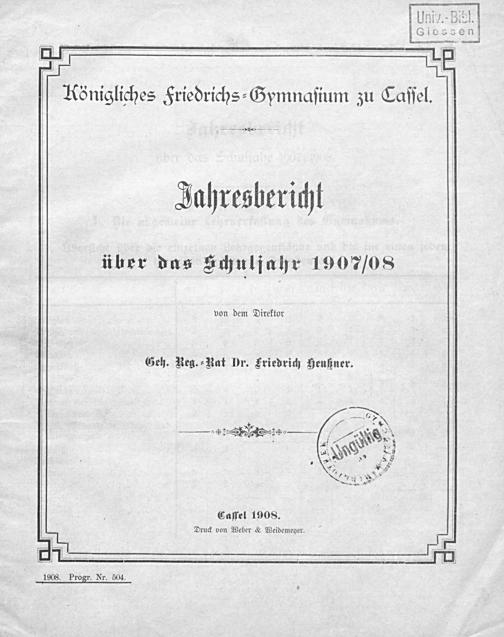 Univ.-Bibl.
Giessen
Königliches Friedrichs-Gymnasium zu Cassel.
Jahresbericht
über das Schuljahr 1907/08
von dem Direktor
Geh. Reg.-Rat Dr. Friedrich Heußner.
Ungültig
Cassel 1908.
Druck von Weber & Weidemeyer.
1908. Progr. Nr. 504.